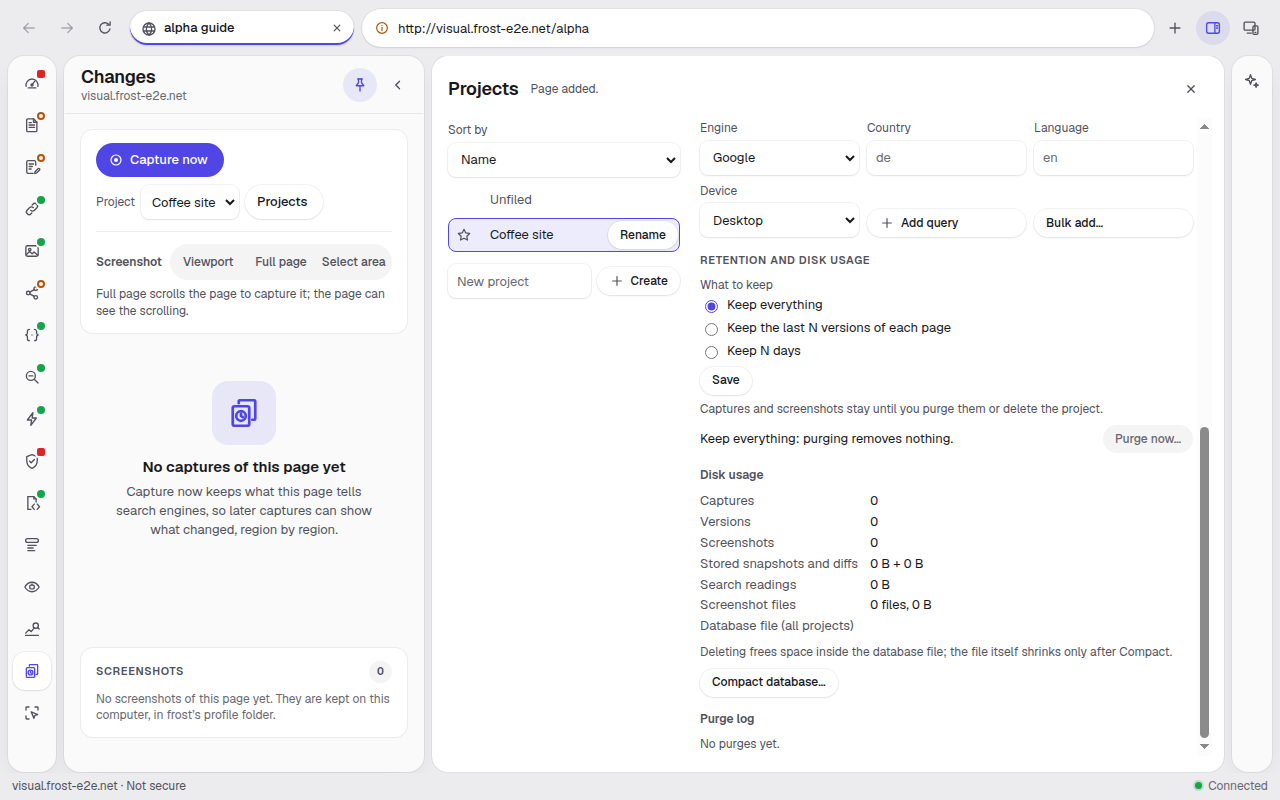 alpha guide
http://visual.frost-e2e.net/alpha
Changes
visual.frost-e2e.net
Capture now
Project
Coffee site
Projects
Screenshot
Viewport
Full page
Select area
Full page scrolls the page to capture it; the page can
see the scrolling.
No captures of this page yet
Capture now keeps what this page tells
search engines, so later captures can show
what changed, region by region.
SCREENSHOTS
0
No screenshots of this page yet. They are kept on this
computer, in frost's profile folder.
Projects
Page added.
Sort by
Name
Unfiled
Coffee site
Rename
New project
Create
Engine
Country
Language
Google
de
en
Device
Desktop
Add query
Bulk add...
RETENTION AND DISK USAGE
What to keep
Keep everything
Keep the last N versions of each page
Keep N days
Save
Captures and screenshots stay until you purge them or delete the project.
Keep everything: purging removes nothing.
Purge now...
Disk usage
Captures 0
Versions 0
Screenshots 0
Stored snapshots and diffs 0 B + 0 B
Search readings 0 B
Screenshot files 0 files, 0 B
Database file (all projects)
Deleting frees space inside the database file; the file itself shrinks only after Compact.
Compact database...
Purge log
No purges yet.
visual.frost-e2e.net · Not secure
Connected